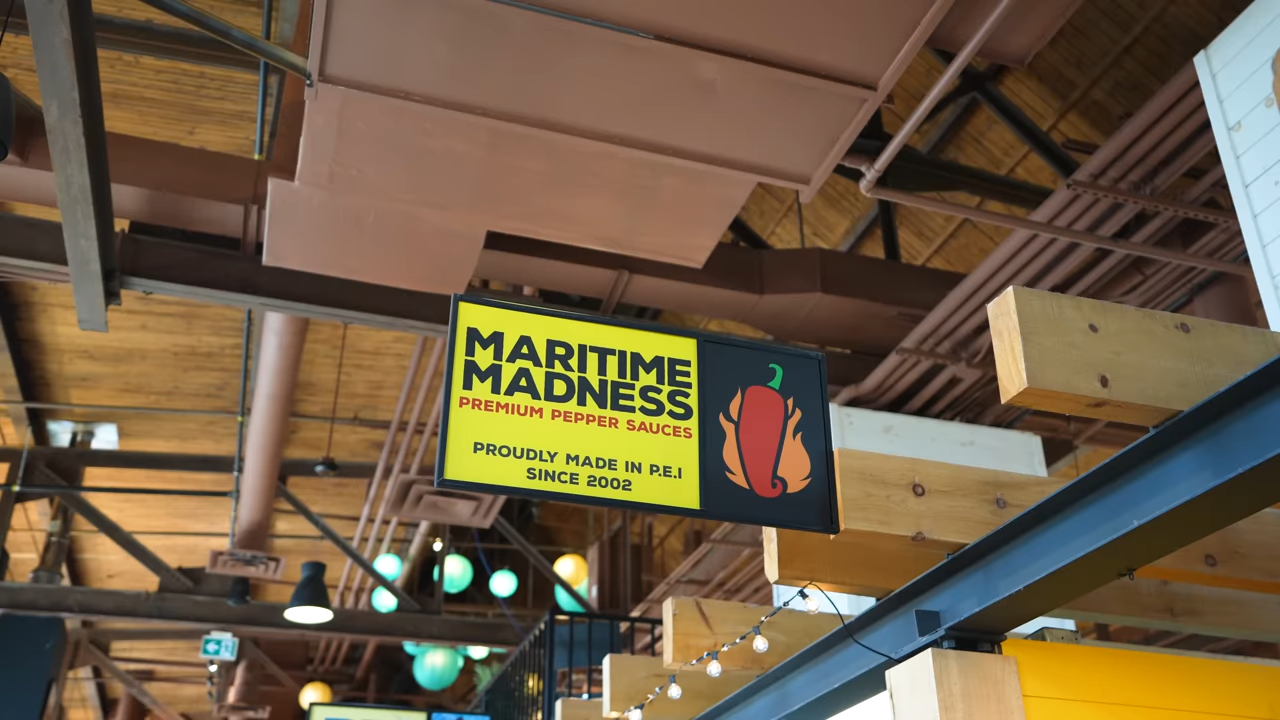 MARITIME
MADNESS
PREMIUM PEPPER SAUCES
PROUDLY MADE IN P.E.I
SINCE 2002